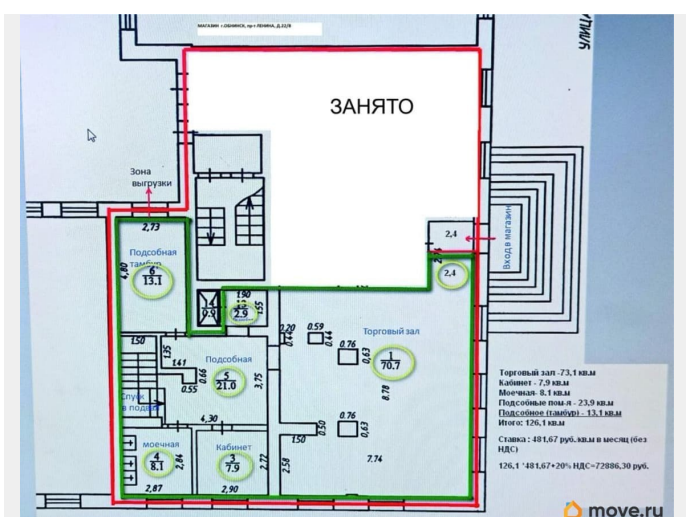 МАГАЗИН г.ОБНИНСК, пр-т ЛЕНИНА, Д.32/8
УЛИЦА
ЗАНЯТО
Зона
выгрузки
2,73
2,4
Вход в магазин
Подсобная
тамбур
4,80
6
13.1
2,4
1.90
9.9
2.9
1.55
1.50
1.35
1.41
0.66
0.55
Подсобная
5
21.0
3,75
0.20
0.44
0.59
0.44
0.76
0,63
Торговый зал
1
70.7
8.78
Спуск
в подвал
4,30
0.76
0,63
0.50
1.50
моечная
4
8.1
2,84
2,87
Кабинет
3
7.9
2,72
2,90
2.58
7.74
Торговый зал -73,1 кв.м
Кабинет - 7,9 кв.м
Моечная- 8.1 кв.м
Подсобные пом-я - 23,9 кв.м
Подсобное (тамбур) - 13,1 кв.м
Итого: 126,1 кв.м
Ставка : 481,67 руб.кв.м в месяц (без
НДС)
126,1 *481,67+20% НДС=72886,30 руб.
move.ru